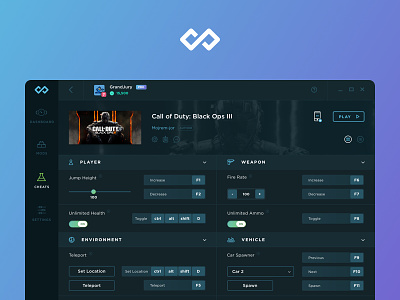 GrandJury PRO
15,900
DASHBOARD
MODS
CHEATS
SETTINGS
CALL OF DUTY
BLACK OPS III
Call of Duty: Black Ops III
PLAY
PLAYER
Jump Height
100
Increase F1
Decrease F2
Unlimited Health
ON
Toggle ctrl alt shift D
WEAPON
Fire Rate
- 100 +
Increase F6
Decrease F7
Unlimited Ammo
ON
Toggle F8
ENVIRONMENT
Teleport
Set Location
Set Location ctrl alt shift D
Teleport
Teleport F5
VEHICLE
Car Spawner
Previous F9
Car 2
Next F10
Spawn
Spawn F11